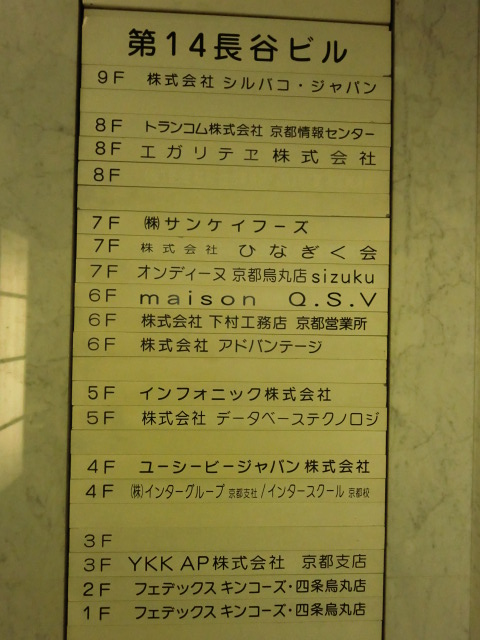 第14長谷ビル
9F 株式会社 シルバコ・ジャパン
8F トランコム株式会社 京都情報センター
8F エガリテヱ株式会社
8F
7F ㈱サンケイフーズ
7F 株式会社 ひなぎく会
7F オンディーヌ 京都烏丸店 sizuku
6F maison Q.S.V
6F 株式会社 下村工務店 京都営業所
6F 株式会社 アドバンテージ
5F インフォニック株式会社
5F 株式会社 データベーステクノロジ
4F ユーシービージャパン株式会社
4F ㈱インターグループ 京都支社/インタースクール 京都校
3F
3F YKK AP株式会社 京都支店
2F フェデックス キンコーズ・四条烏丸店
1F フェデックス キンコーズ・四条烏丸店